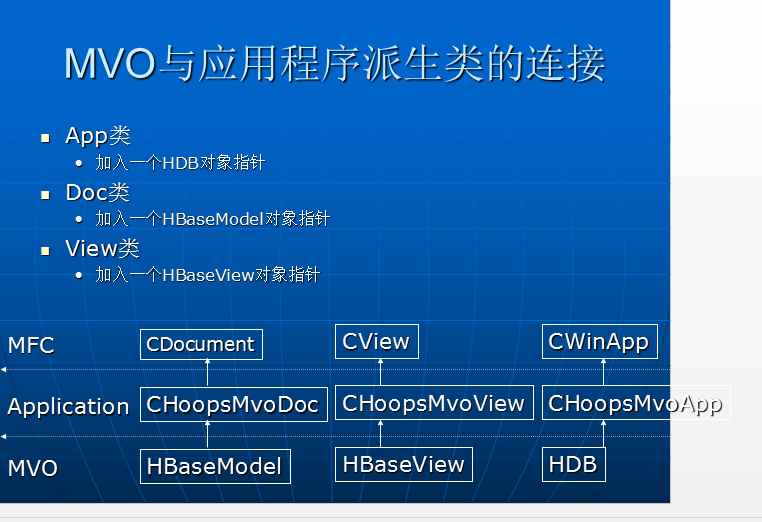 MVO与应用程序派生类的连接
App类
加入一个HDB对象指针
Doc类
加入一个HBaseModel对象指针
View类
加入一个HBaseView对象指针
MFC CDocument CView CWinApp
Application CHoopsMvoDoc CHoopsMvoView CHoopsMvoApp
MVO HBaseModel HBaseView HDB